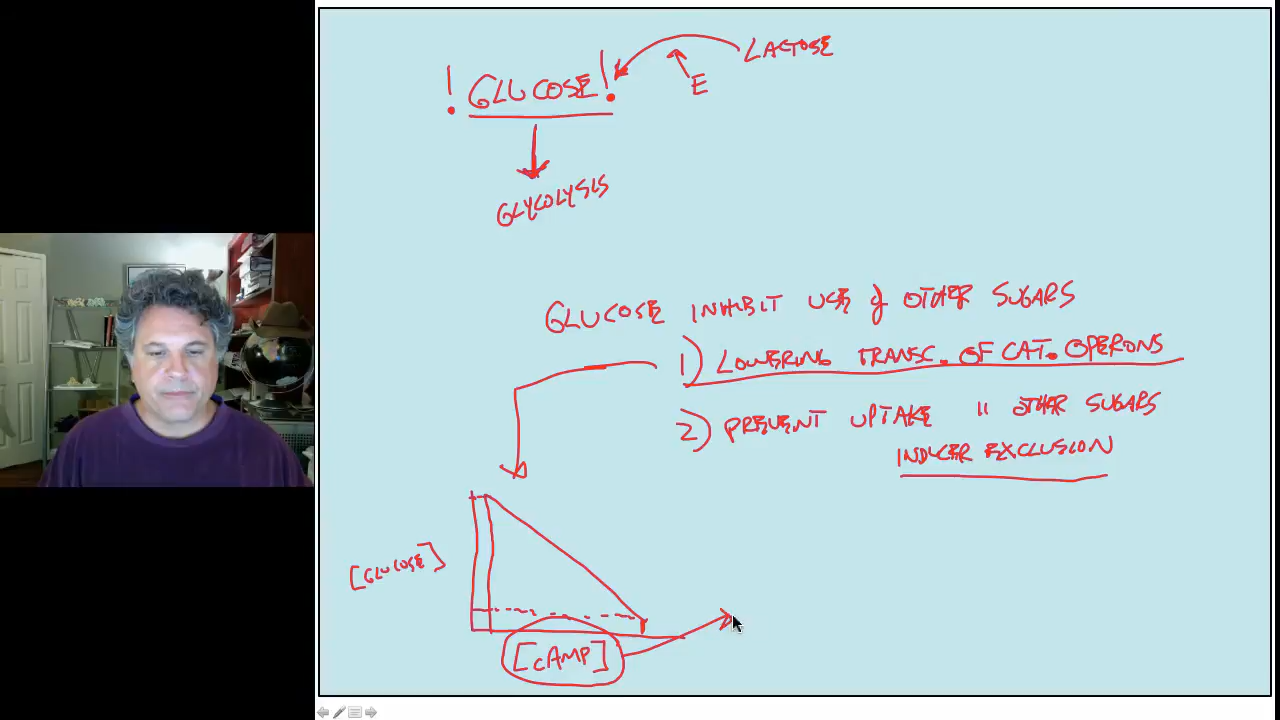 LACTOSE
! GLUCOSE !
E
GLYCOLYSIS
GLUCOSE INHIBIT USE OF OTHER SUGARS
1) LOWERING TRANSC. OF CAT. OPERONS
2) PREVENT UPTAKE " OTHER SUGARS
INDUCER EXCLUSION
[GLUCOSE]
[CAMP]